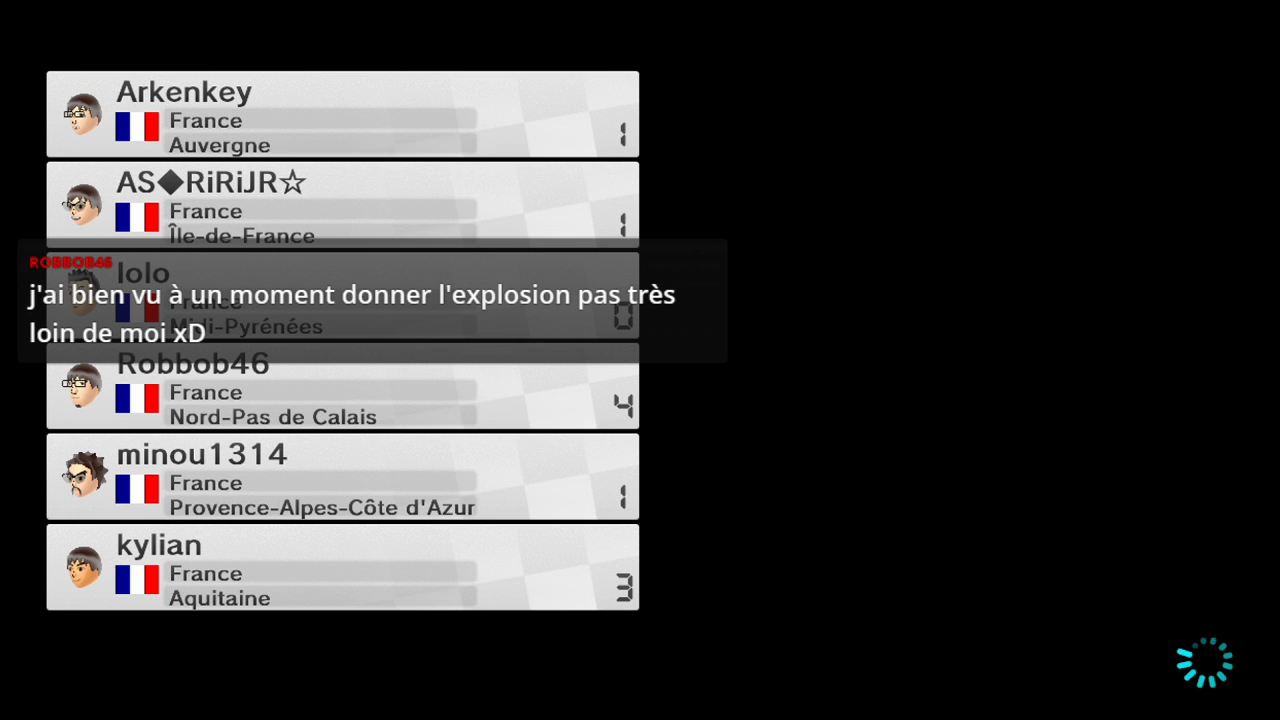 Arkenkey
France
Auvergne
1
AS◆RiRiJR☆
France
Île-de-France
1
ROBBOB46
lolo
j'ai bien vu à un moment donner l'explosion pas très
loin de moi xD
France
Midi-Pyrénées
0
Robbob46
France
Nord-Pas de Calais
4
minou1314
France
Provence-Alpes-Côte d'Azur
1
kylian
France
Aquitaine
3